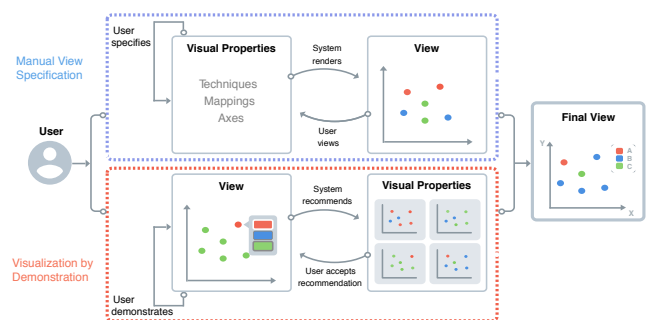 Manual View
Specification
User
specifies
Visual Properties
Techniques
Mappings
Axes
System
renders
User
views
View
User
Final View
Y
A
B
C
X
Visualization by
Demonstration
View
User
demonstrates
System
recommends
User accepts
recommendation
Visual Properties